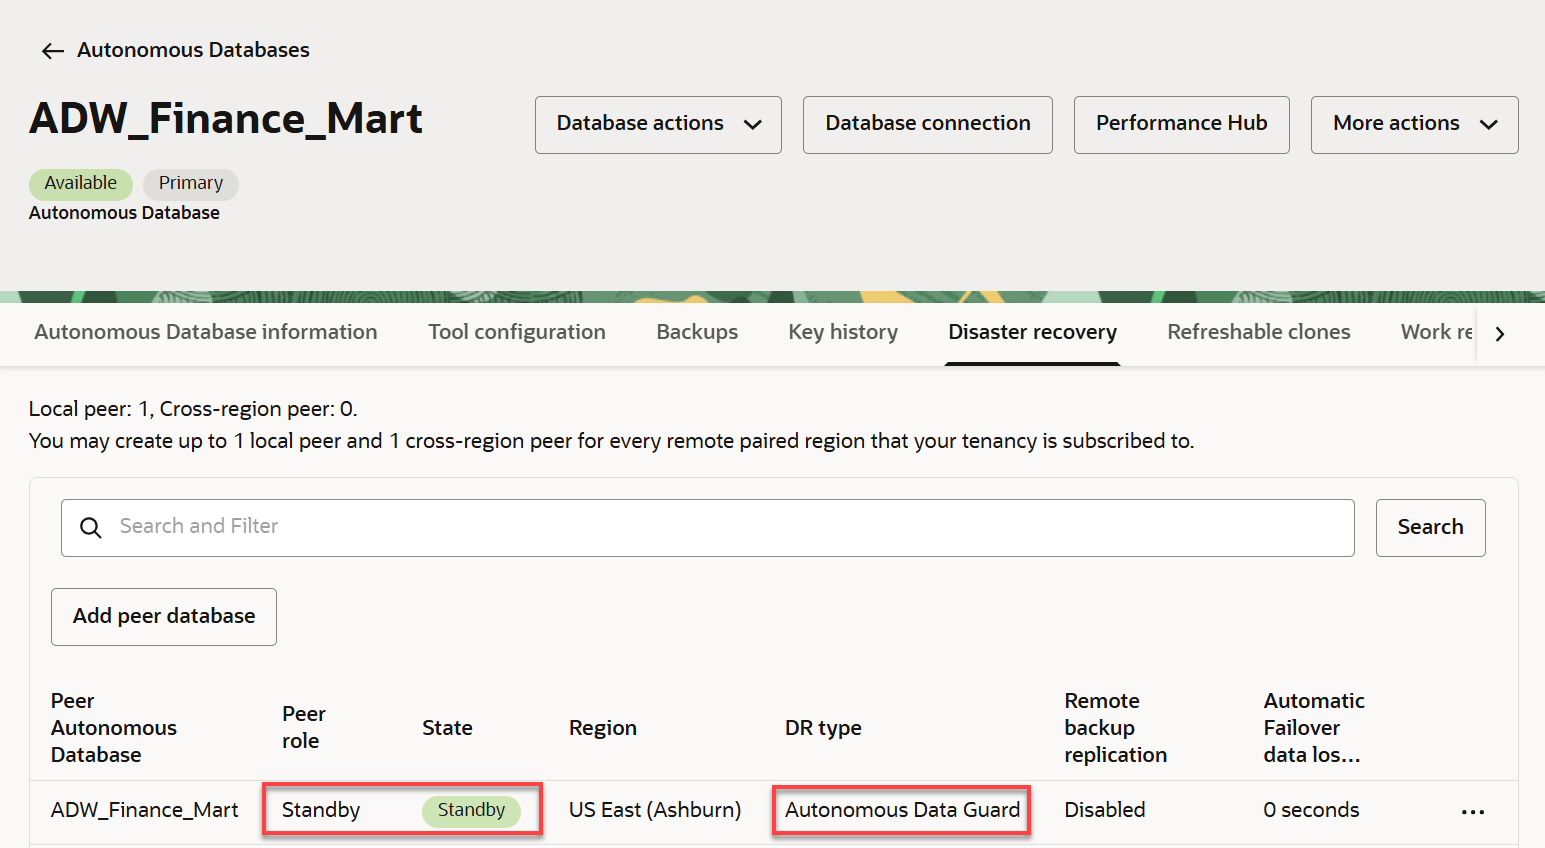 Autonomous Databases
ADW_Finance_Mart
Database actions
Database connection
Performance Hub
More actions
Available
Primary
Autonomous Database
Autonomous Database information
Tool configuration
Backups
Key history
Disaster recovery
Refreshable clones
Work re
Local peer: 1, Cross-region peer: 0.
You may create up to 1 local peer and 1 cross-region peer for every remote paired region that your tenancy is subscribed to.
Search and Filter
Search
Add peer database
Peer
Autonomous
Database
Peer
role
State
Region
DR type
Remote
backup
replication
Automatic
Failover
data los...
ADW_Finance_Mart
Standby
Standby
US East (Ashburn)
Autonomous Data Guard
Disabled
0 seconds